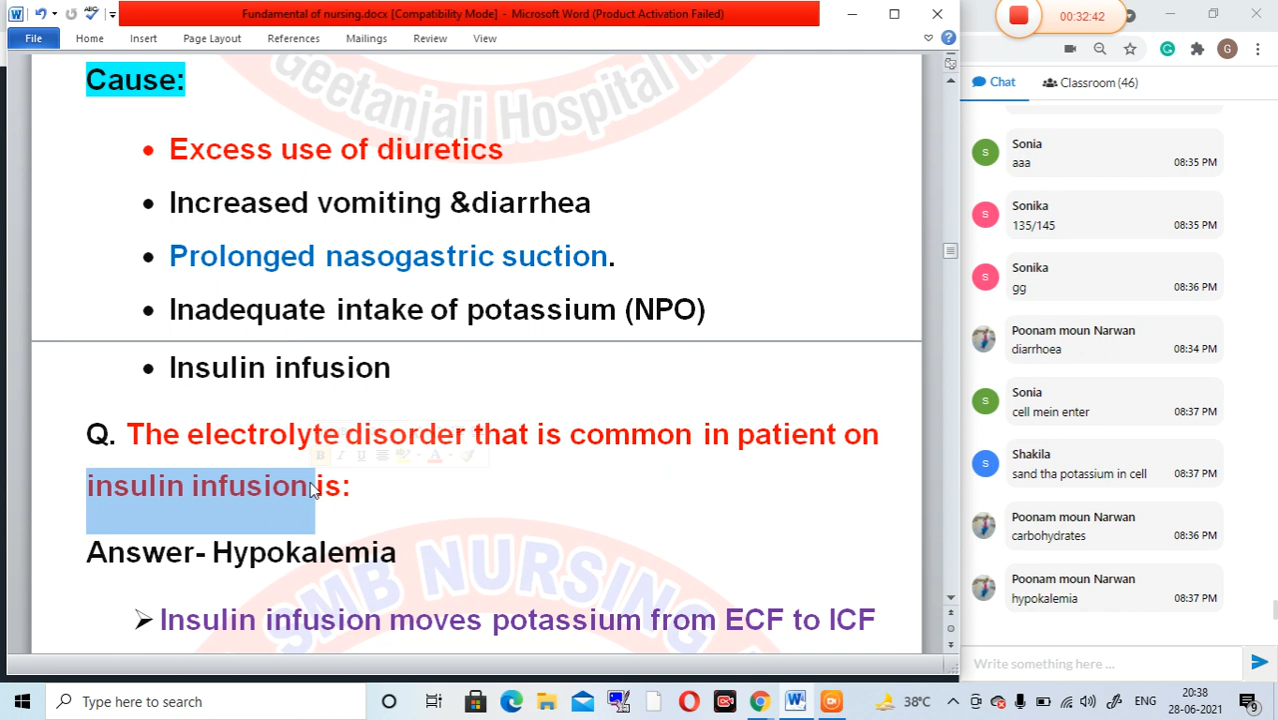 Fundamental of nursing.docx [Compatibility Mode] - Microsoft Word (Product Activation Failed)
00:32:42
File Home Insert Page Layout References Mailings Review View
G
Geetanjali Hospital
Cause:
• Excess use of diuretics
• Increased vomiting &diarrhea
• Prolonged nasogastric suction.
• Inadequate intake of potassium (NPO)
• Insulin infusion
Q. The electrolyte disorder that is common in patient on
insulin infusion is:
Answer- Hypokalemia
➢ Insulin infusion moves potassium from ECF to ICF
SMB NURSING
Chat Classroom (46)
S
Sonia
aaa 08:35 PM
S
Sonika
135/145 08:35 PM
S
Sonika
gg 08:36 PM
Poonam moun Narwan
diarrhoea 08:34 PM
S
Sonia
cell mein enter 08:37 PM
S
Shakila
sand tha potassium in cell 08:37 PM
Poonam moun Narwan
carbohydrates 08:36 PM
Poonam moun Narwan
hypokalemia 08:37 PM
Write something here ...
Type here to search
38°C
ENG
20:38
28-06-2021
9